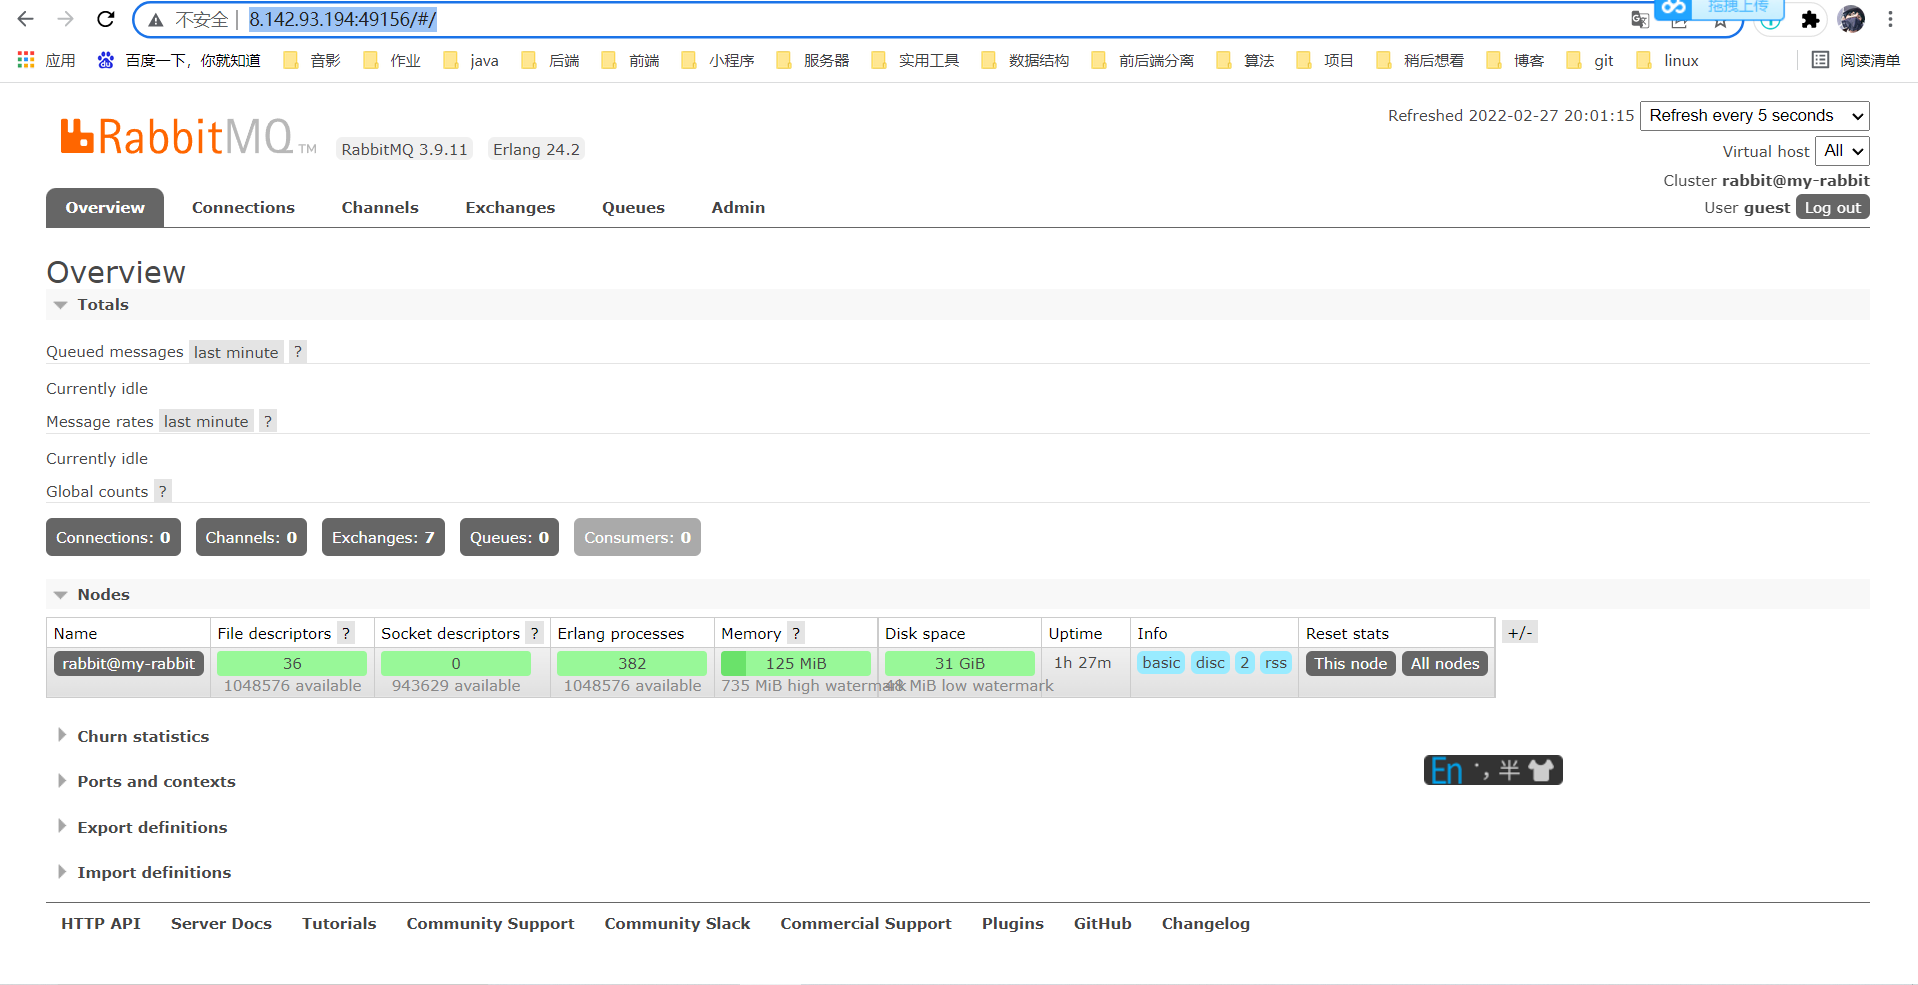 不安全 8.142.93.194:49156/#/ 拖拽上传
应用 百度一下，你就知道 音影 作业 java 后端 前端 小程序 服务器 实用工具 数据结构 前后端分离 算法 项目 稍后想看 博客 git linux 阅读清单
RabbitMQ TM RabbitMQ 3.9.11 Erlang 24.2
Refreshed 2022-02-27 20:01:15 Refresh every 5 seconds
Virtual host All
Cluster rabbit@my-rabbit
User guest Log out
Overview Connections Channels Exchanges Queues Admin
Overview
Totals
Queued messages last minute ?
Currently idle
Message rates last minute ?
Currently idle
Global counts ?
Connections: 0 Channels: 0 Exchanges: 7 Queues: 0 Consumers: 0
Nodes
Name File descriptors ? Socket descriptors ? Erlang processes Memory ? Disk space Uptime Info Reset stats +/-
rabbit@my-rabbit 36 0 382 125 MiB 31 GiB 1h 27m basic disc 2 rss This node All nodes
1048576 available 943629 available 1048576 available 735 MiB high watermark 48 MiB low watermark
Churn statistics
En 半
Ports and contexts
Export definitions
Import definitions
HTTP API Server Docs Tutorials Community Support Community Slack Commercial Support Plugins GitHub Changelog